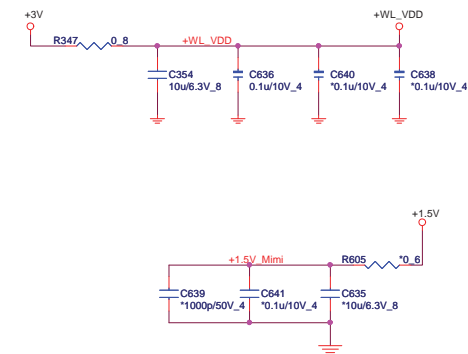 +3V
+WL_VDD
R347 0_8
+WL_VDD
C354
10u/6.3V_8
C636
0.1u/10V_4
C640
*0.1u/10V_4
C638
*0.1u/10V_4
+1.5V
+1.5V_Mimi
R605 *0_6
C639
*1000p/50V_4
C641
*0.1u/10V_4
C635
*10u/6.3V_8